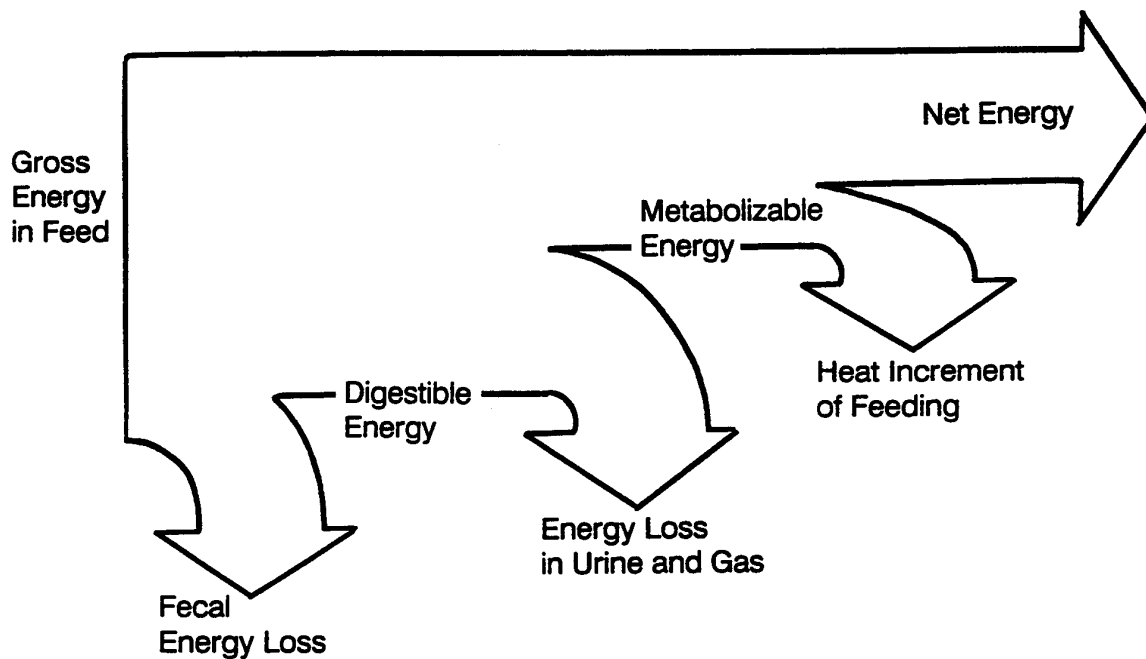 Net Energy
Gross
Energy
in Feed
Metabolizable
Energy
Heat Increment
of Feeding
Digestible
Energy
Energy Loss
in Urine and Gas
Fecal
Energy Loss